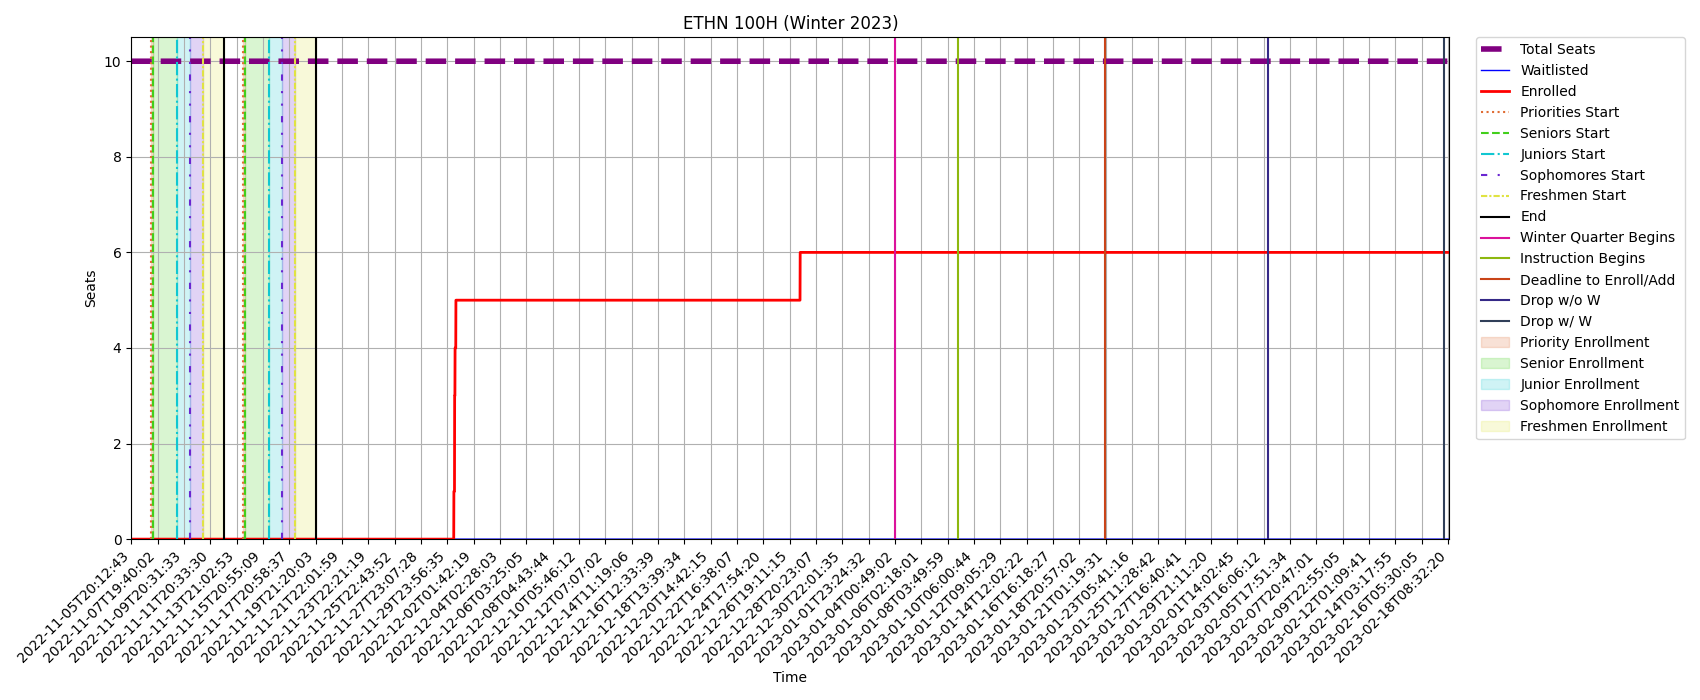 ETHN 100H (Winter 2023)
Seats
10
8
6
4
2
0
2022-11-05T20:12:43
2022-11-07T19:40:02
2022-11-09T20:31:33
2022-11-11T20:33:30
2022-11-13T21:02:53
2022-11-15T20:55:09
2022-11-17T20:58:37
2022-11-19T21:20:03
2022-11-21T22:01:59
2022-11-23T22:21:19
2022-11-25T22:43:52
2022-11-27T23:07:28
2022-11-29T23:56:35
2022-12-02T01:42:19
2022-12-04T02:28:03
2022-12-06T03:25:05
2022-12-08T04:43:44
2022-12-10T05:46:12
2022-12-12T07:07:02
2022-12-14T11:19:06
2022-12-16T12:33:39
2022-12-18T13:39:34
2022-12-20T14:42:15
2022-12-22T16:38:07
2022-12-24T17:54:20
2022-12-26T19:11:15
2022-12-28T20:23:07
2022-12-30T22:01:35
2023-01-01T23:24:32
2023-01-04T00:49:02
2023-01-06T02:18:01
2023-01-08T03:49:59
2023-01-10T06:00:44
2023-01-12T09:05:29
2023-01-14T12:02:22
2023-01-16T16:18:27
2023-01-18T20:57:02
2023-01-21T01:19:31
2023-01-23T05:41:16
2023-01-25T11:28:42
2023-01-27T16:40:41
2023-01-29T21:11:20
2023-02-01T14:02:45
2023-02-03T16:06:12
2023-02-05T17:51:34
2023-02-07T20:47:01
2023-02-09T22:55:05
2023-02-12T01:09:41
2023-02-14T03:17:55
2023-02-16T05:30:05
2023-02-18T08:32:20
Time
Total Seats
Waitlisted
Enrolled
Priorities Start
Seniors Start
Juniors Start
Sophomores Start
Freshmen Start
End
Winter Quarter Begins
Instruction Begins
Deadline to Enroll/Add
Drop w/o W
Drop w/ W
Priority Enrollment
Senior Enrollment
Junior Enrollment
Sophomore Enrollment
Freshmen Enrollment